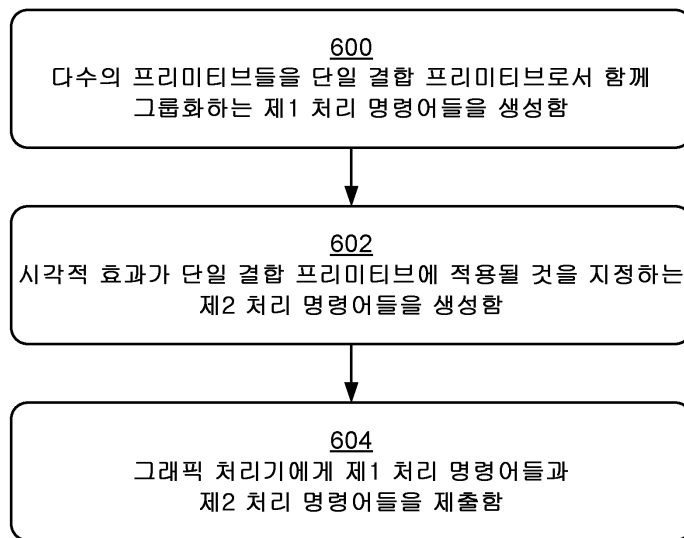 600
다수의 프리미티브들을 단일 결합 프리미티브로서 함께
그룹화하는 제1 처리 명령어들을 생성함
602
시각적 효과가 단일 결합 프리미티브에 적용될 것을 지정하는
제2 처리 명령어들을 생성함
604
그래픽 처리기에게 제1 처리 명령어들과
제2 처리 명령어들을 제출함